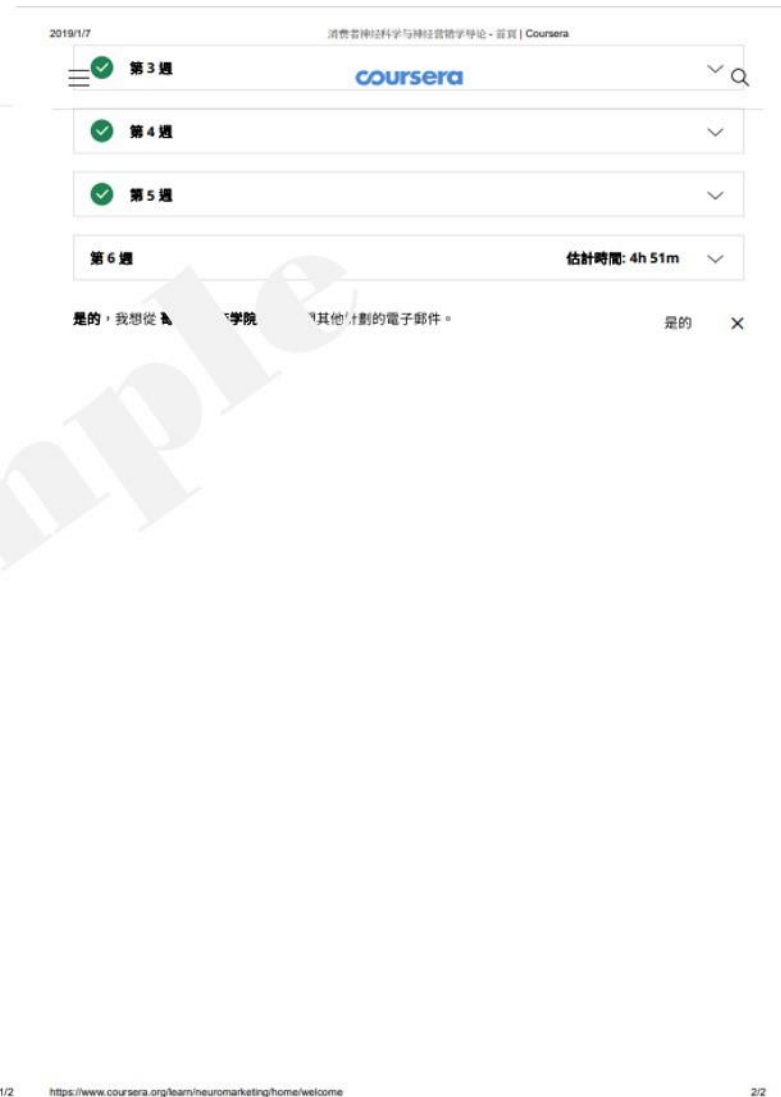 2019/1/7 消费者神经科学与神经营销学导论 - 首頁 | Coursera
第 3 週
coursera
第 4 週
第 5 週
第 6 週 估計時間: 4h 51m
是的，我想從 學院 其他計劃的電子郵件。 是的 ×
mple
1/2 https://www.coursera.org/learn/neuromarketing/home/welcome 2/2